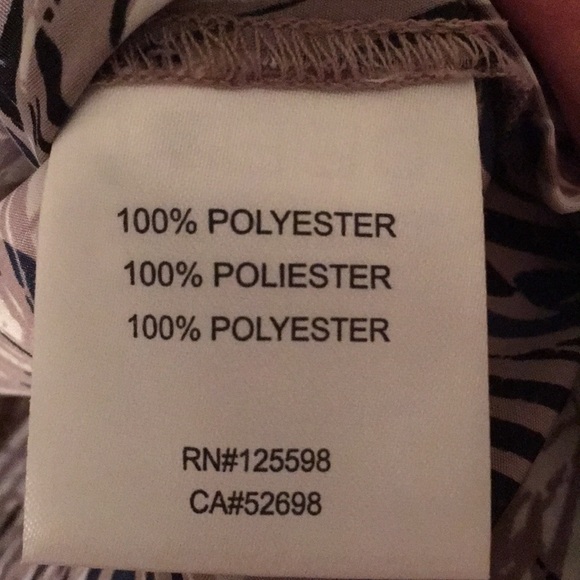 100% POLYESTER
100% POLIESTER
100% POLYESTER
RN#125598
CA#52698